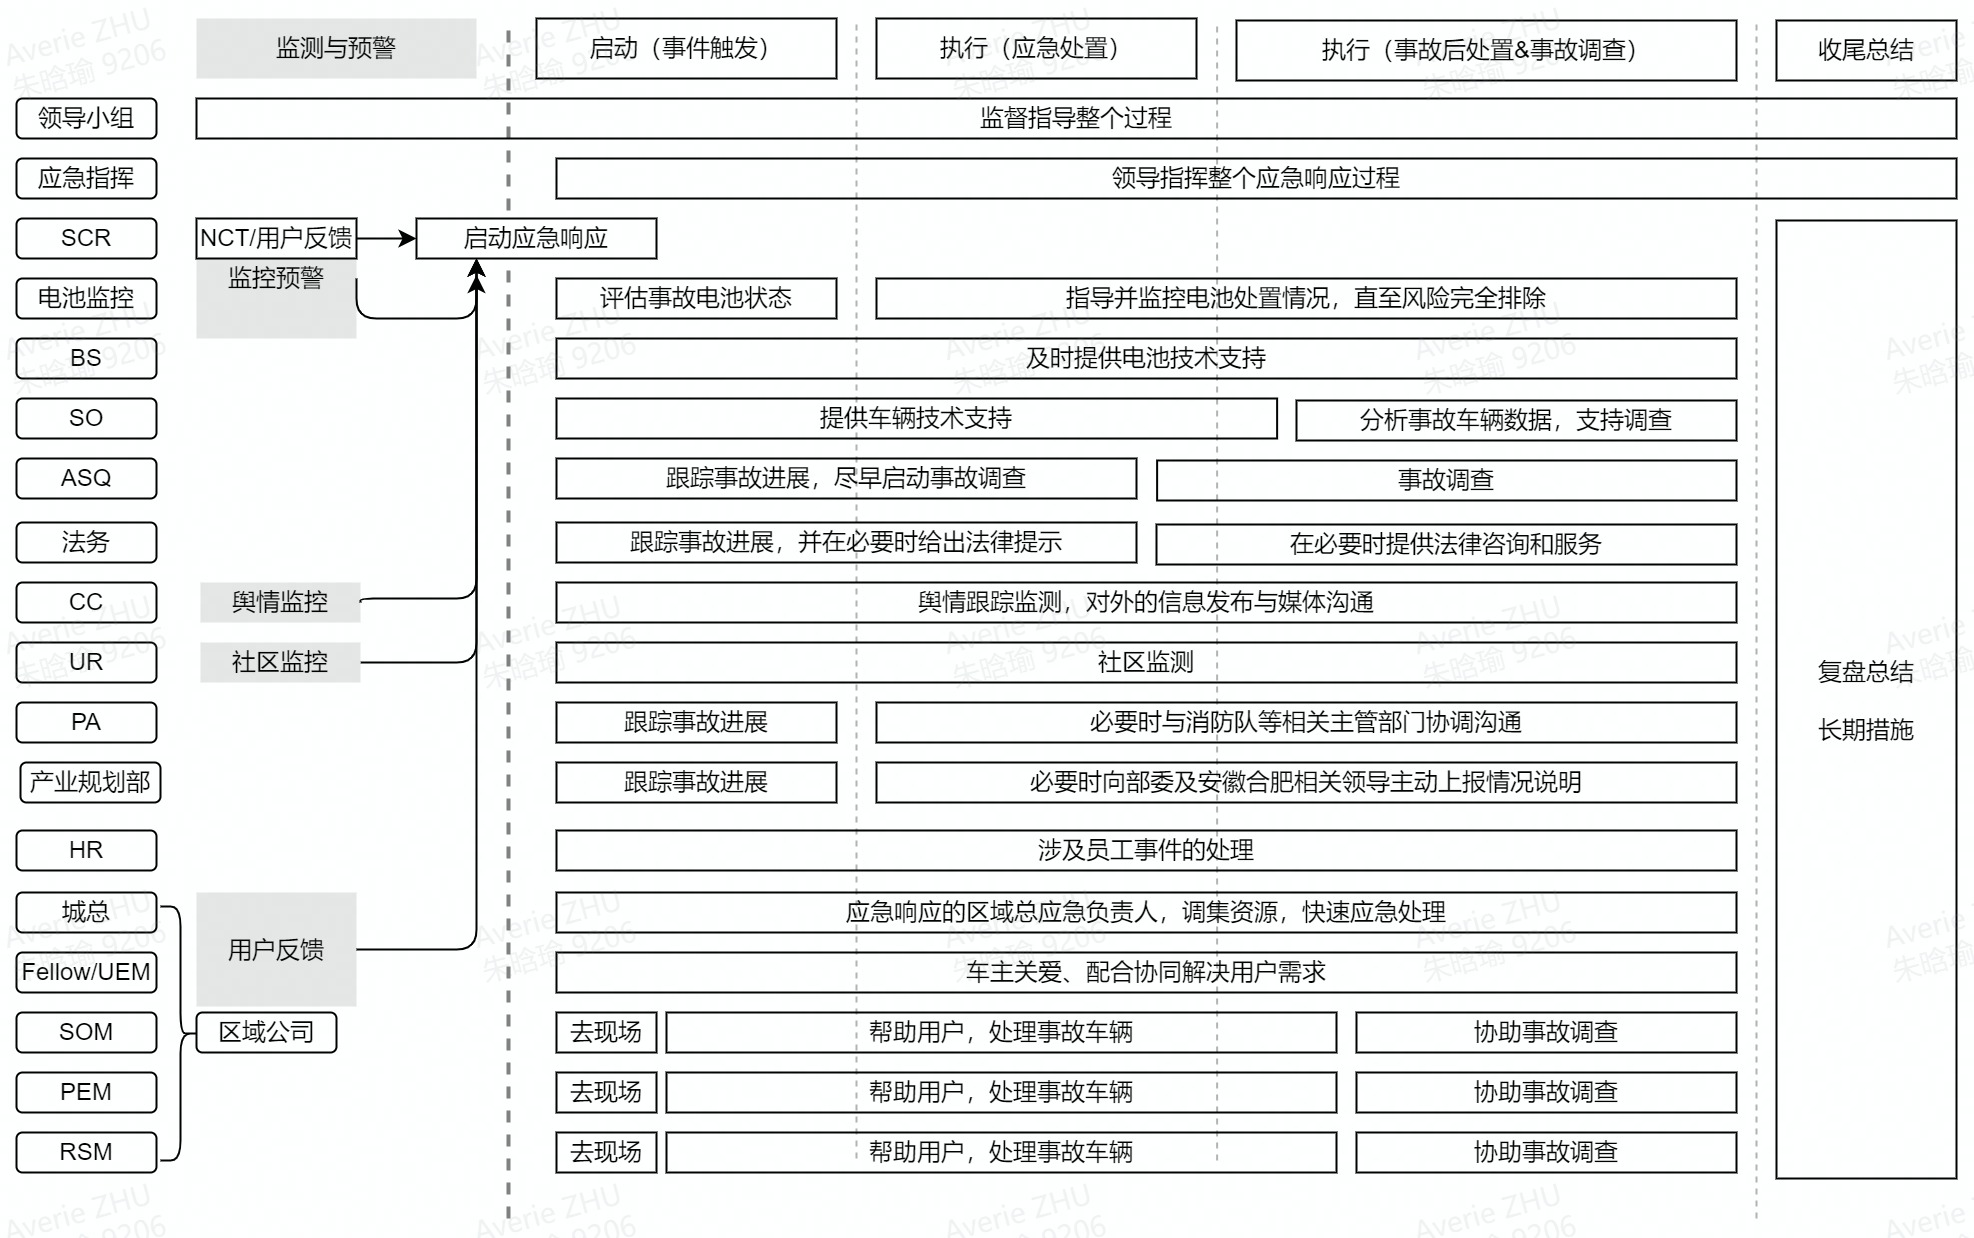 监测与预警
启动（事件触发）
执行（应急处置）
执行（事故后处置&事故调查）
收尾总结
领导小组
监督指导整个过程
应急指挥
领导指挥整个应急响应过程
SCR
NCT/用户反馈
启动应急响应
监控预警
电池监控
评估事故电池状态
指导并监控电池处置情况，直至风险完全排除
BS
及时提供电池技术支持
SO
提供车辆技术支持
分析事故车辆数据，支持调查
ASQ
跟踪事故进展，尽早启动事故调查
事故调查
法务
跟踪事故进展，并在必要时给出法律提示
在必要时提供法律咨询和服务
CC
舆情监控
舆情跟踪监测，对外的信息发布与媒体沟通
UR
社区监控
社区监测
复盘总结
长期措施
PA
跟踪事故进展
必要时与消防队等相关主管部门协调沟通
产业规划部
跟踪事故进展
必要时向部委及安徽合肥相关领导主动上报情况说明
HR
涉及员工事件的处理
城总
应急响应的区域总应急负责人，调集资源，快速应急处理
用户反馈
Fellow/UEM
车主关爱、配合协同解决用户需求
SOM
区域公司
去现场
帮助用户，处理事故车辆
协助事故调查
PEM
去现场
帮助用户，处理事故车辆
协助事故调查
RSM
去现场
帮助用户，处理事故车辆
协助事故调查
Averie ZHU
朱晗瑜 9206